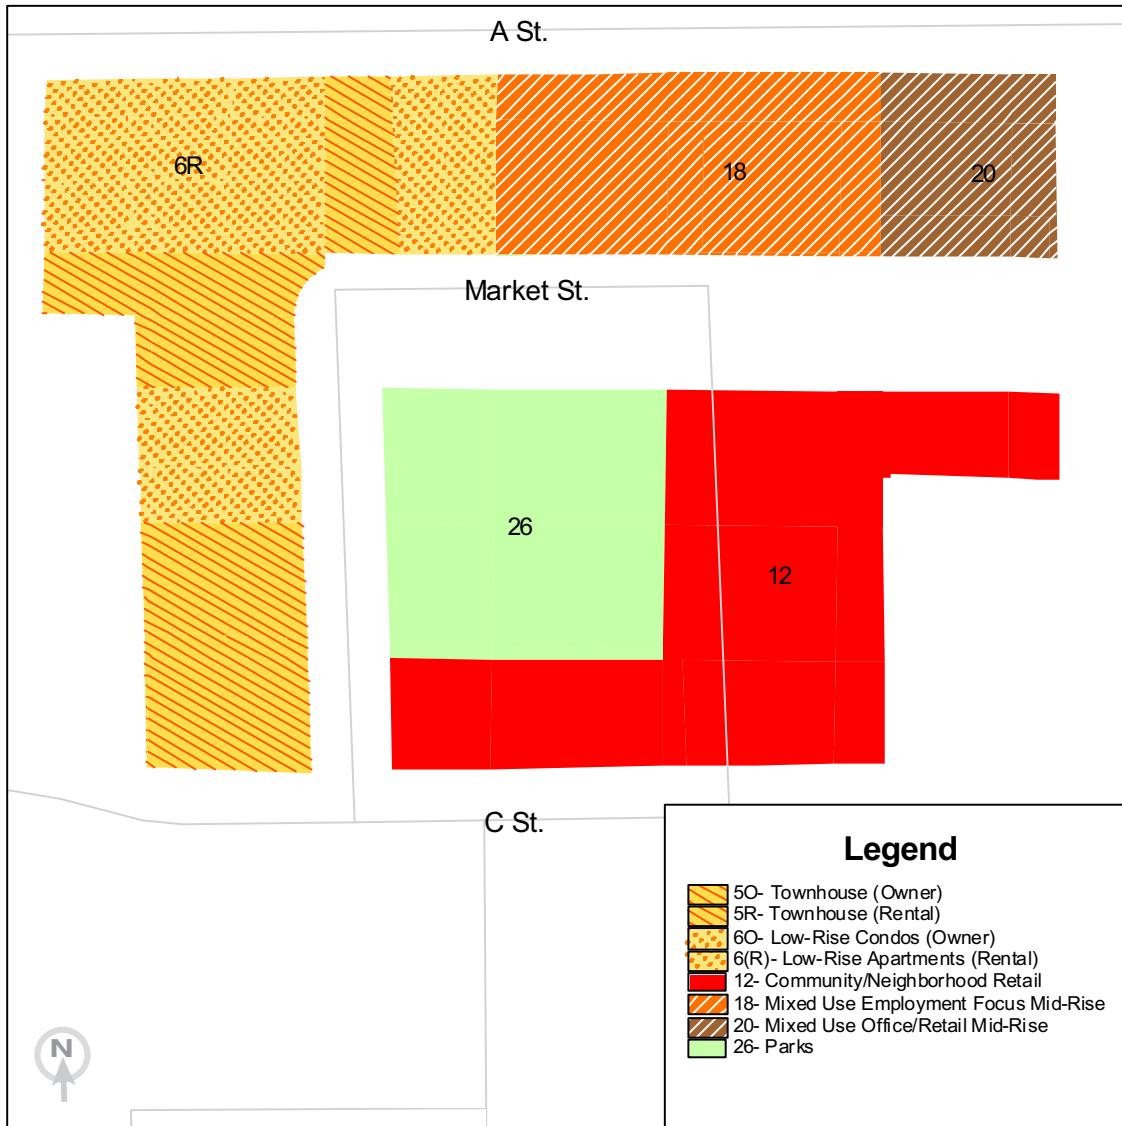 A St.
6R
18
20
Market St.
26
12
C St.
Legend
5O- Townhouse (Owner)
5R- Townhouse (Rental)
6O- Low-Rise Condos (Owner)
6(R)- Low-Rise Apartments (Rental)
12- Community/Neighborhood Retail
18- Mixed Use Employment Focus Mid-Rise
20- Mixed Use Office/Retail Mid-Rise
26- Parks
N